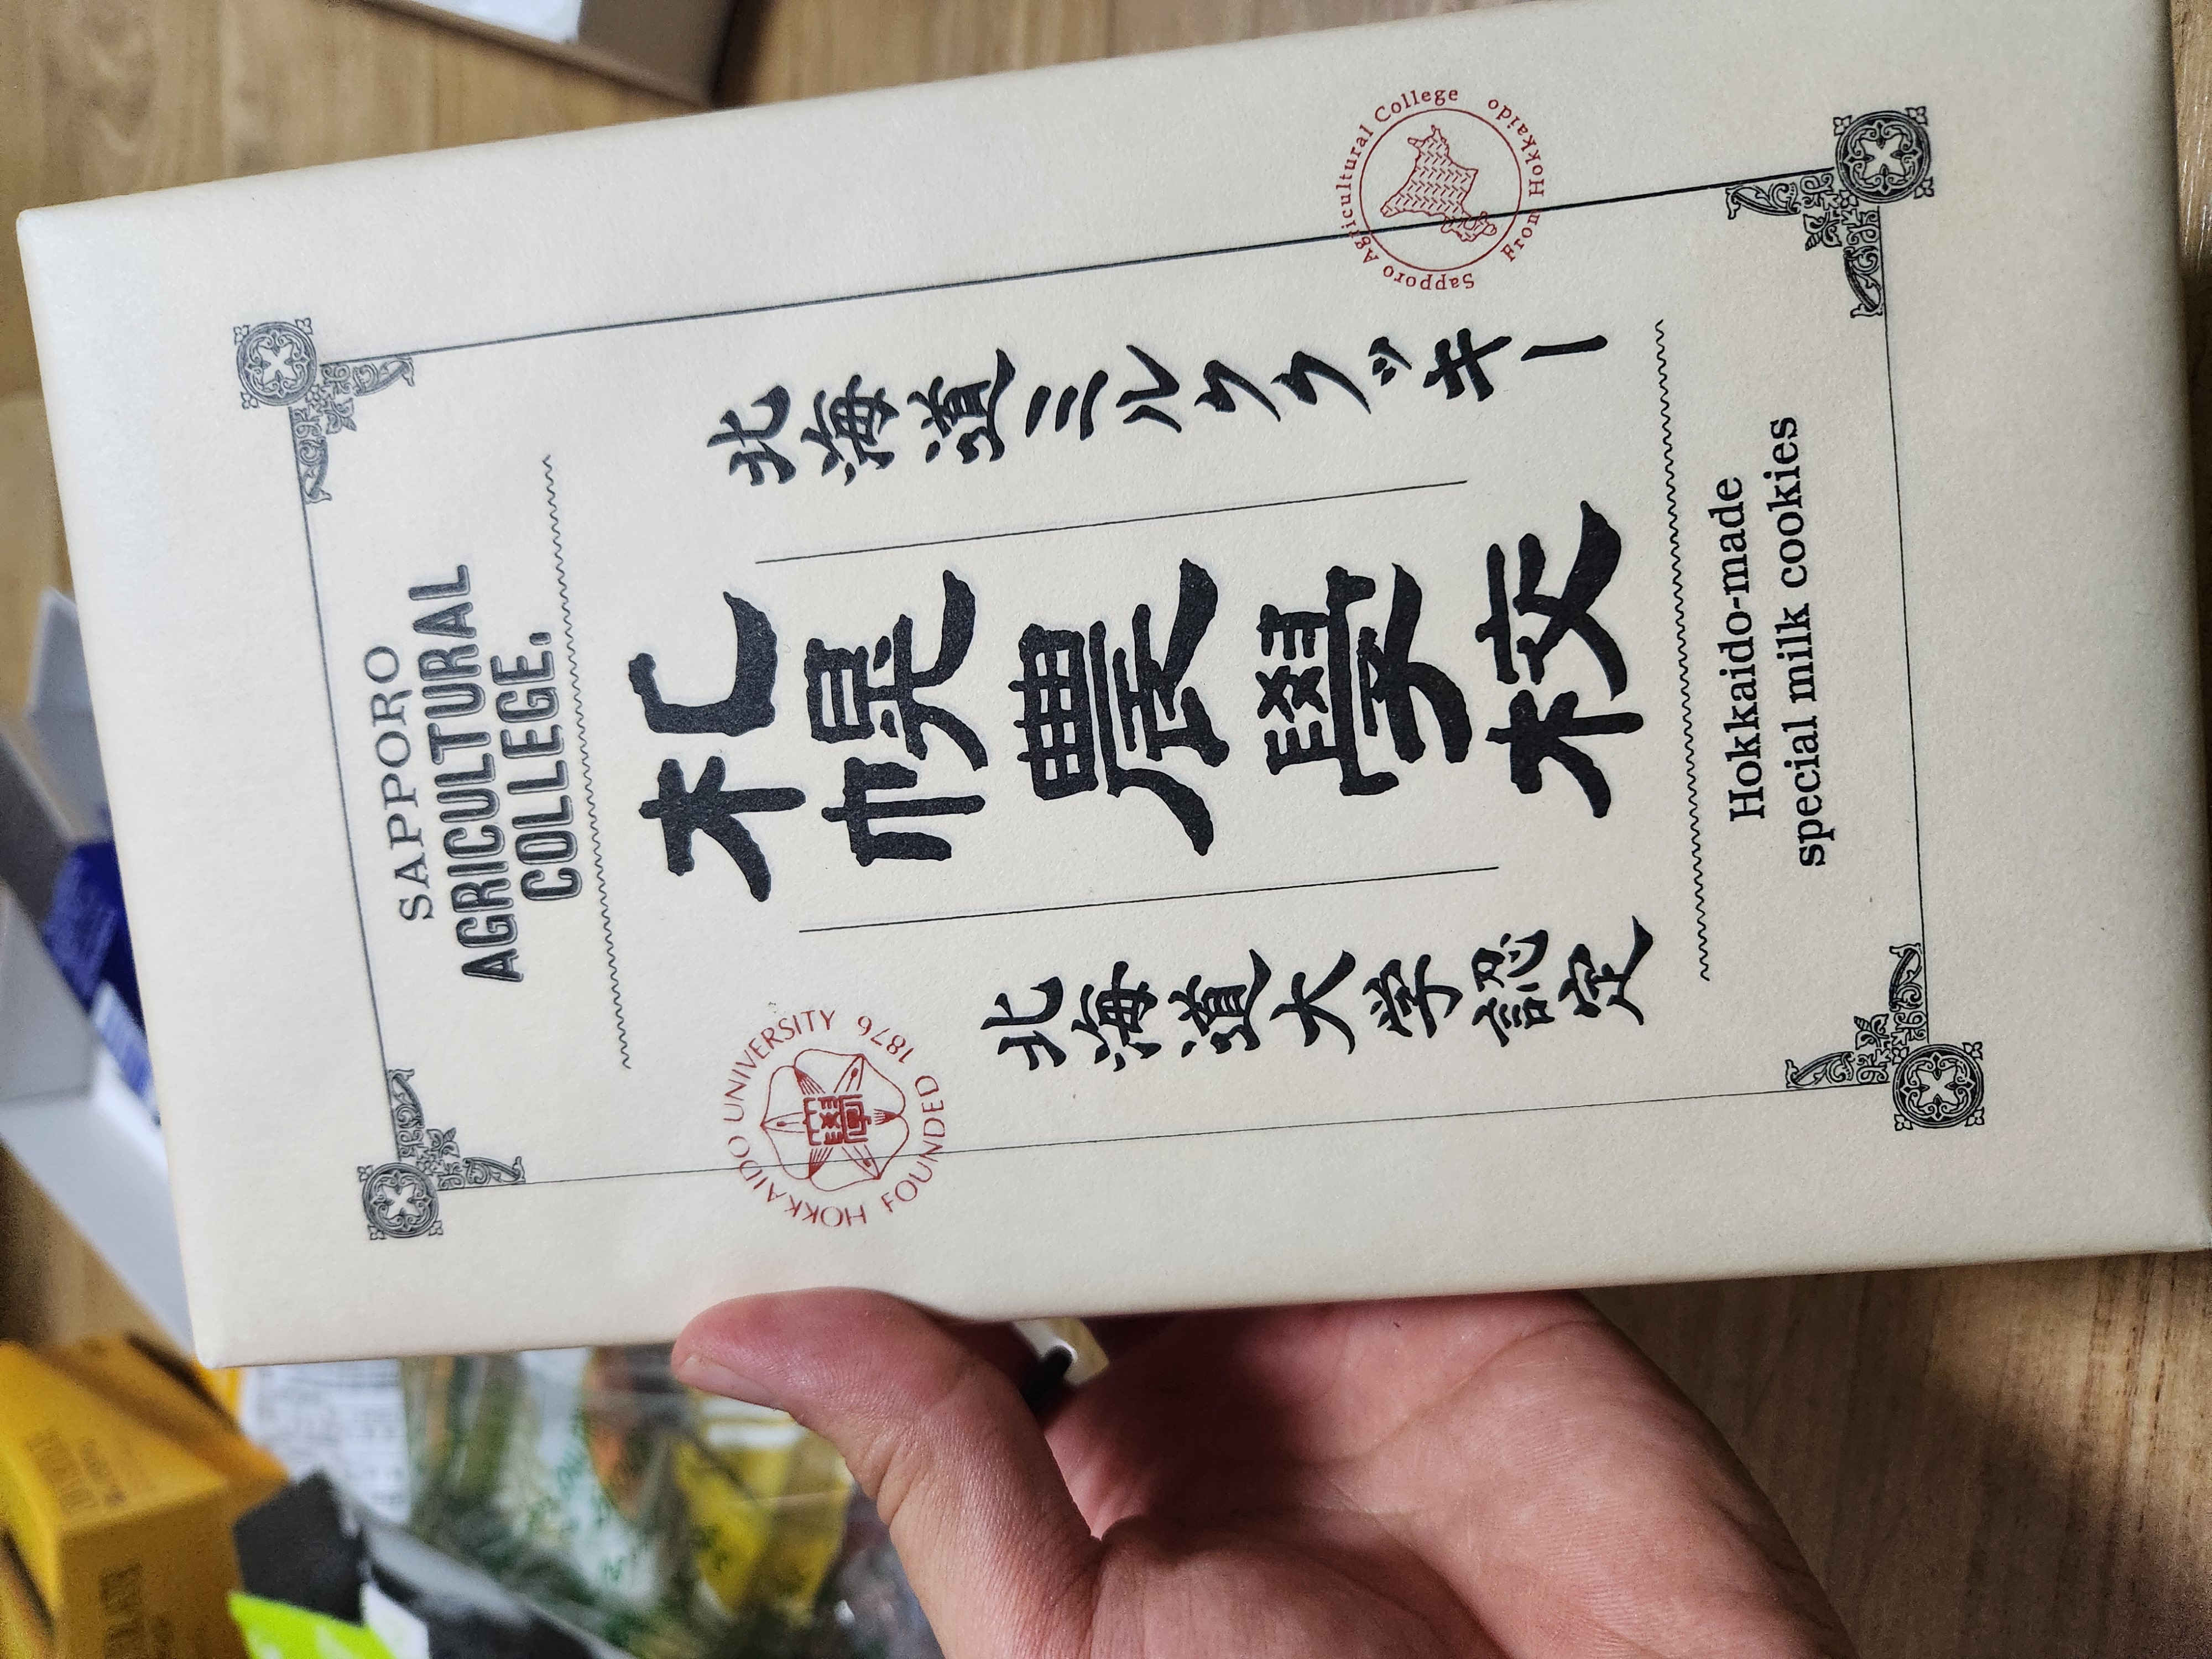 SAPPORO
AGRICULTURAL
COLLEGE.
北海道ミルククッキー
札幌農學校
北海道大学認定
Hokkaido-made
special milk cookies
Sapporo Agricultural College
From Hokkaido
HOKKAIDO UNIVERSITY
FOUNDED 1876
大學